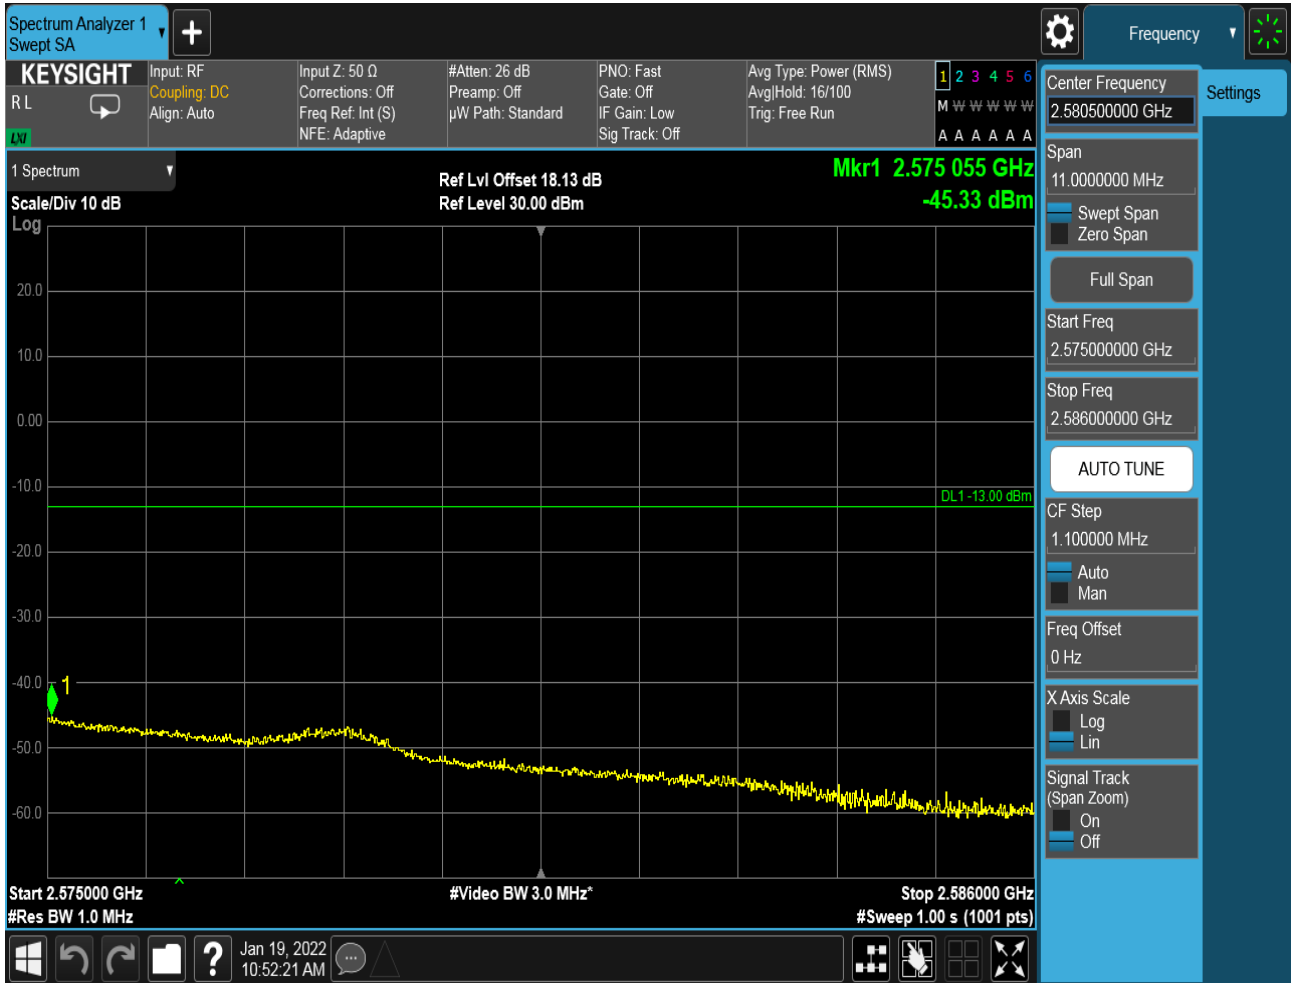 Spectrum Analyzer 1
Swept SA
+
Frequency
KEYSIGHT
R L
LXI
Input: RF
Coupling: DC
Align: Auto
Input Z: 50 Ω
Corrections: Off
Freq Ref: Int (S)
NFE: Adaptive
#Atten: 26 dB
Preamp: Off
µW Path: Standard
PNO: Fast
Gate: Off
IF Gain: Low
Sig Track: Off
Avg Type: Power (RMS)
Avg|Hold: 16/100
Trig: Free Run
1 2 3 4 5 6
M W W W W W
A A A A A A
1 Spectrum
Scale/Div 10 dB
Log
Ref Lvl Offset 18.13 dB
Ref Level 30.00 dBm
Mkr1 2.575 055 GHz
-45.33 dBm
20.0
10.0
0.00
-10.0
DL1 -13.00 dBm
-20.0
-30.0
-40.0
1
-50.0
-60.0
Start 2.575000 GHz
#Res BW 1.0 MHz
#Video BW 3.0 MHz*
Stop 2.586000 GHz
#Sweep 1.00 s (1001 pts)
?
Jan 19, 2022
10:52:21 AM
Center Frequency
2.580500000 GHz
Span
11.0000000 MHz
Swept Span
Zero Span
Full Span
Start Freq
2.575000000 GHz
Stop Freq
2.586000000 GHz
AUTO TUNE
CF Step
1.100000 MHz
Auto
Man
Freq Offset
0 Hz
X Axis Scale
Log
Lin
Signal Track
(Span Zoom)
On
Off
Settings